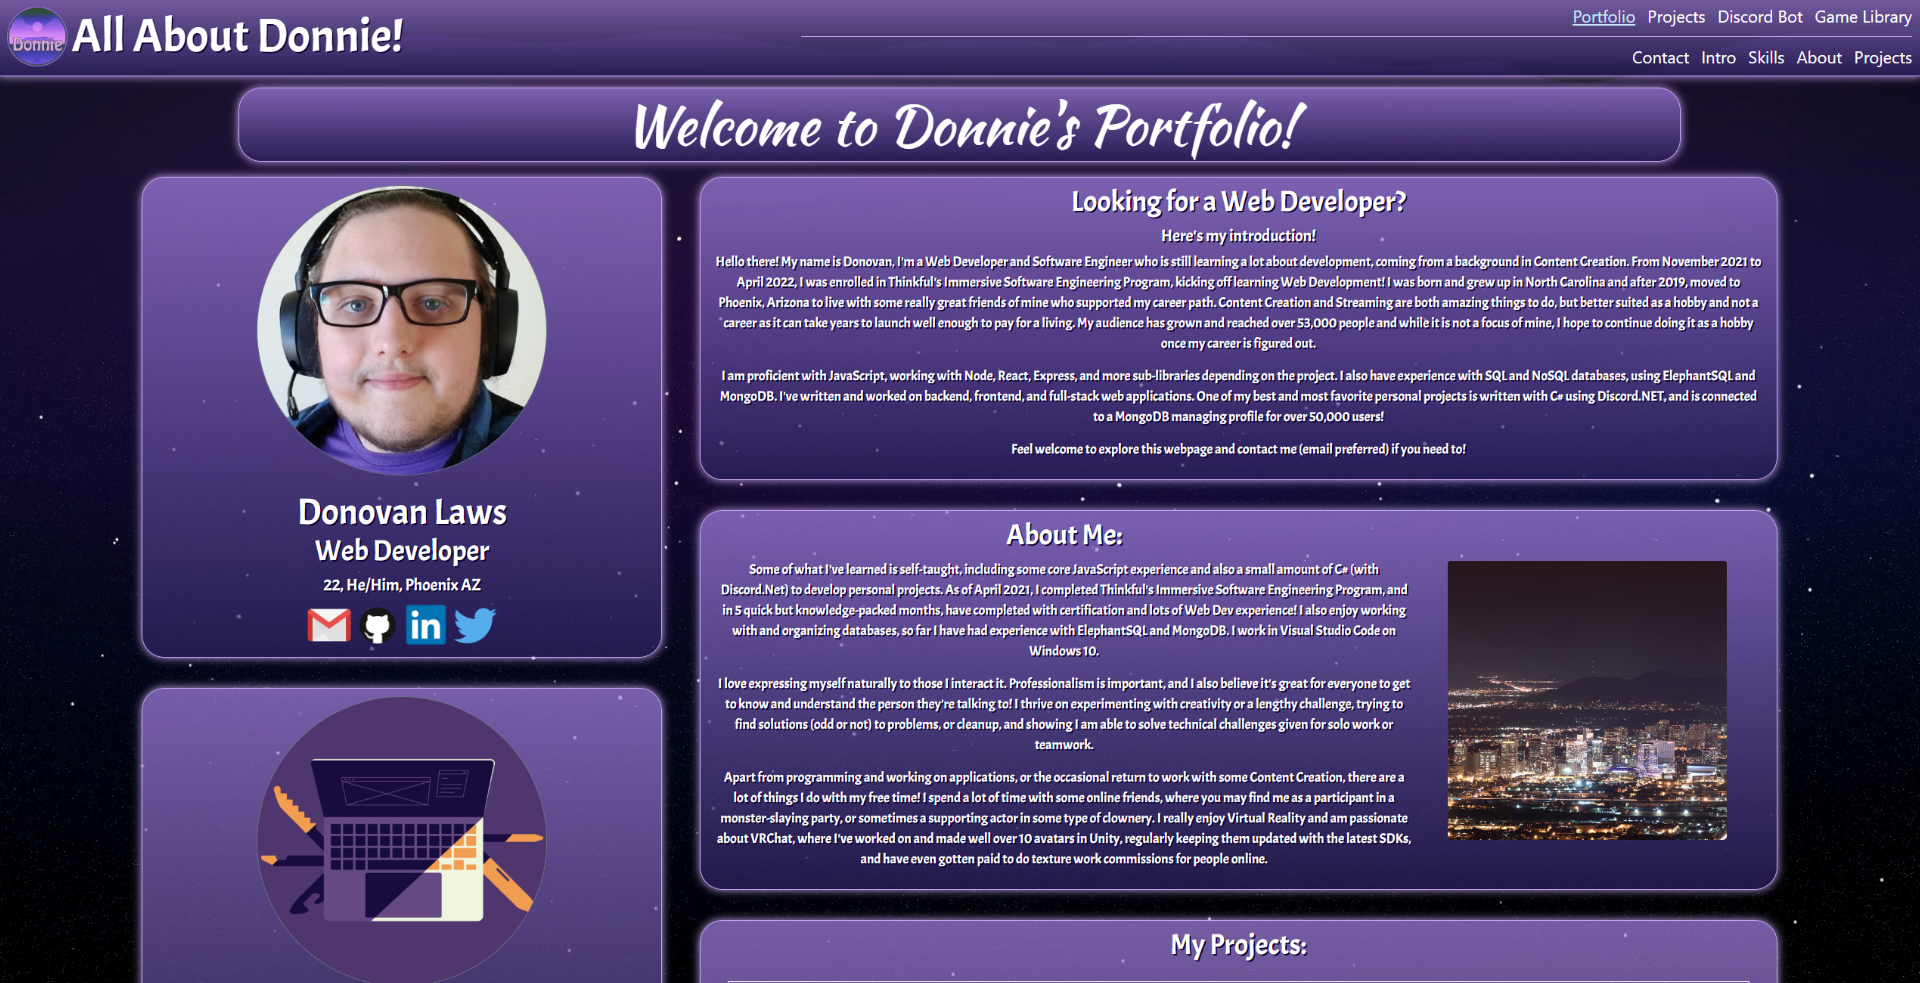 Donnie
All About Donnie!
Portfolio Projects Discord Bot Game Library
Contact Intro Skills About Projects
Welcome to Donnie's Portfolio!
Donovan Laws
Web Developer
22, He/Him, Phoenix AZ
in
Looking for a Web Developer?
Here's my introduction!
Hello there! My name is Donovan, I'm a Web Developer and Software Engineer who is still learning a lot about development, coming from a background in Content Creation. From November 2021 to
April 2022, I was enrolled in Thinkful's Immersive Software Engineering Program, kicking off learning Web Development! I was born and grew up in North Carolina and after 2019, moved to
Phoenix, Arizona to live with some really great friends of mine who supported my career path. Content Creation and Streaming are both amazing things to do, but better suited as a hobby and not a
career as it can take years to launch well enough to pay for a living. My audience has grown and reached over 53,000 people and while it is not a focus of mine, I hope to continue doing it as a hobby
once my career is figured out.
I am proficient with JavaScript, working with Node, React, Express, and more sub-libraries depending on the project. I also have experience with SQL and NoSQL databases, using ElephantSQL and
MongoDB. I've written and worked on backend, frontend, and full-stack web applications. One of my best and most favorite personal projects is written with C# using Discord.NET, and is connected
to a MongoDB managing profile for over 50,000 users!
Feel welcome to explore this webpage and contact me (email preferred) if you need to!
About Me:
Some of what I've learned is self-taught, including some core JavaScript experience and also a small amount of C# (with
Discord.Net) to develop personal projects. As of April 2021, I completed Thinkful's Immersive Software Engineering Program, and
in 5 quick but knowledge-packed months, have completed with certification and lots of Web Dev experience! I also enjoy working
with and organizing databases, so far I have had experience with ElephantSQL and MongoDB. I work in Visual Studio Code on
Windows 10.
I love expressing myself naturally to those I interact it. Professionalism is important, and I also believe it's great for everyone to get
to know and understand the person they're talking to! I thrive on experimenting with creativity or a lengthy challenge, trying to
find solutions (odd or not) to problems, or cleanup, and showing I am able to solve technical challenges given for solo work or
teamwork.
Apart from programming and working on applications, or the occasional return to work with some Content Creation, there are a
lot of things I do with my free time! I spend a lot of time with some online friends, where you may find me as a participant in a
monster-slaying party, or sometimes a supporting actor in some type of clownery. I really enjoy Virtual Reality and am passionate
about VRChat, where I've worked on and made well over 10 avatars in Unity, regularly keeping them updated with the latest SDKs,
and have even gotten paid to do texture work commissions for people online.
My Projects: